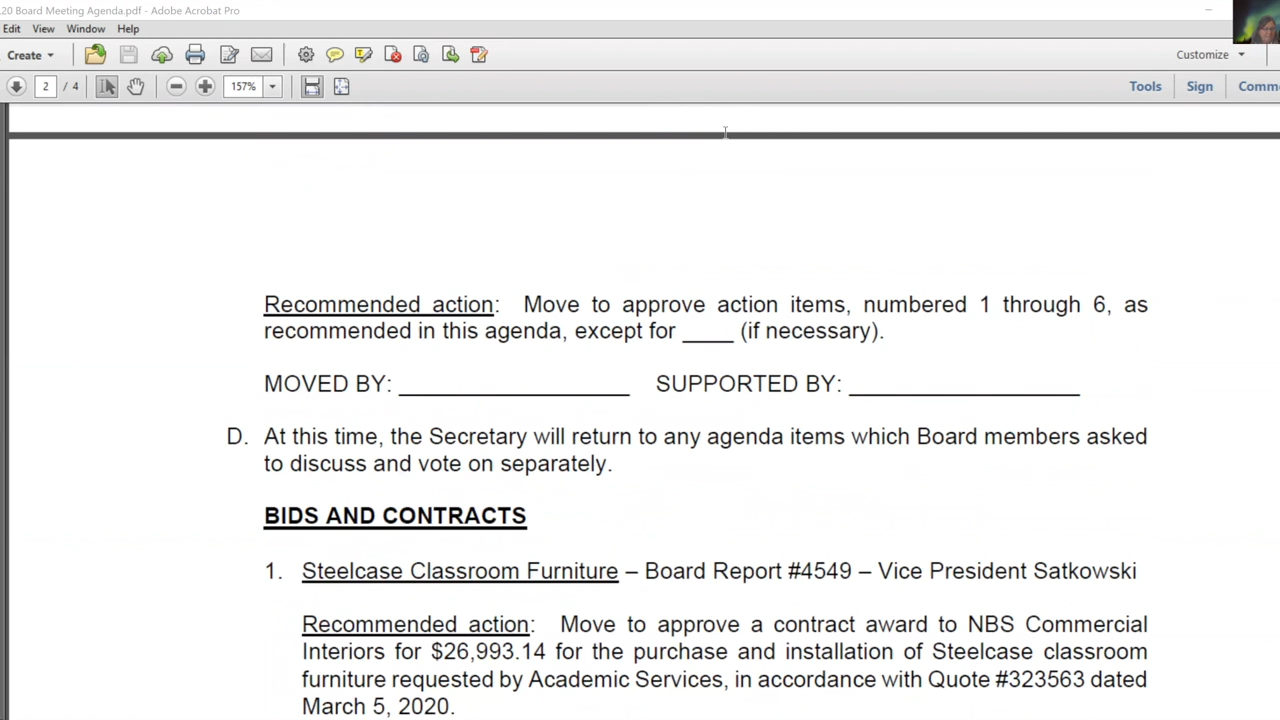 .20 Board Meeting Agenda.pdf - Adobe Acrobat Pro
Edit View Window Help
Create Customize
2 / 4 157% Tools Sign Comme
Recommended action: Move to approve action items, numbered 1 through 6, as
recommended in this agenda, except for ____ (if necessary).
MOVED BY: __________________ SUPPORTED BY: __________________
D. At this time, the Secretary will return to any agenda items which Board members asked
to discuss and vote on separately.
BIDS AND CONTRACTS
1. Steelcase Classroom Furniture – Board Report #4549 – Vice President Satkowski
Recommended action: Move to approve a contract award to NBS Commercial
Interiors for $26,993.14 for the purchase and installation of Steelcase classroom
furniture requested by Academic Services, in accordance with Quote #323563 dated
March 5, 2020.